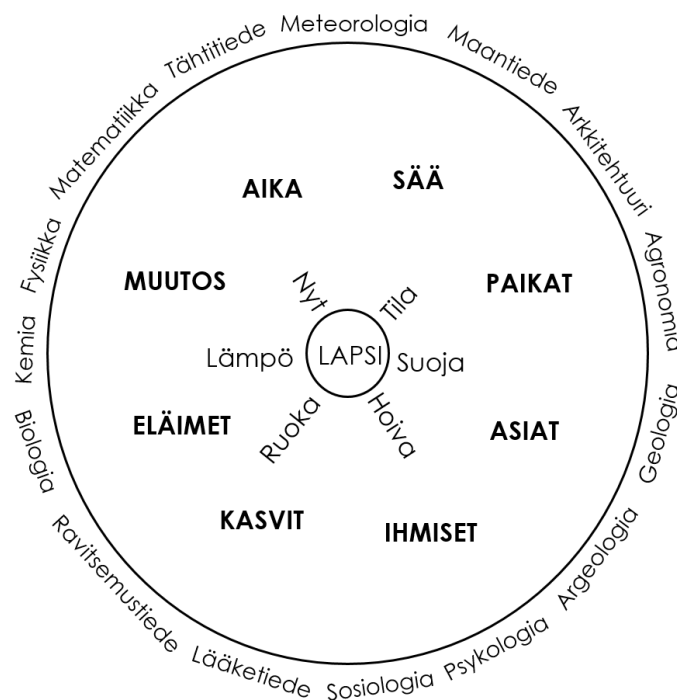 Meteorologia
Maantiede
Arkkitehtuuri
Agronomia
Geologia
Argeologia
Psykologia
Sosiologia
Lääketiede
Ravitsemustiede
Biologia
Kemia
Fysiikka
Matematiikka
Tähtitiede
AIKA
SÄÄ
MUUTOS
PAIKAT
ELÄIMET
ASIAT
KASVIT
IHMISET
Nyt
Tila
Lämpö
LAPSI
Suoja
Ruoka
Hoiva